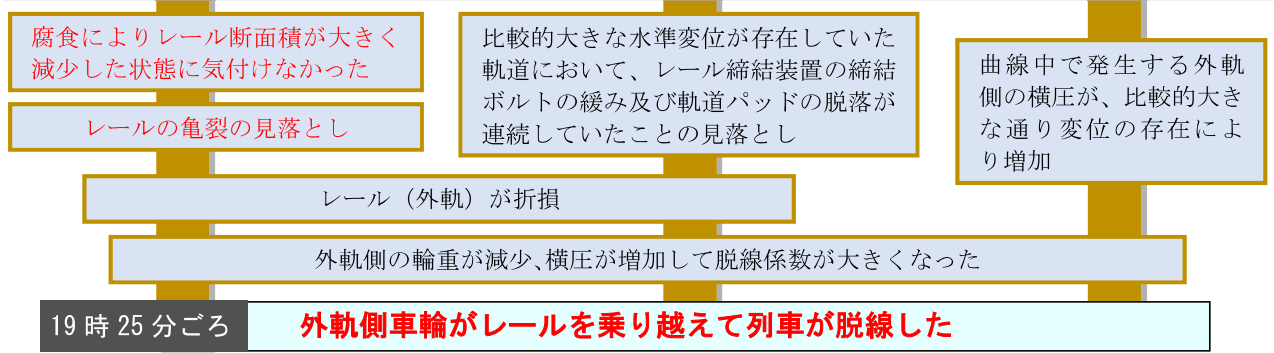 腐食によりレール断面積が大きく
減少した状態に気付けなかった
レールの亀裂の見落とし
比較的大きな水準変位が存在していた
軌道において、レール締結装置の締結
ボルトの緩み及び軌道パッドの脱落が
連続していたことの見落とし
曲線中で発生する外軌
側の横圧が、比較的大き
な通り変位の存在によ
り増加
レール（外軌）が折損
外軌側の輪重が減少、横圧が増加して脱線係数が大きくなった
19時25分ごろ
外軌側車輪がレールを乗り越えて列車が脱線した